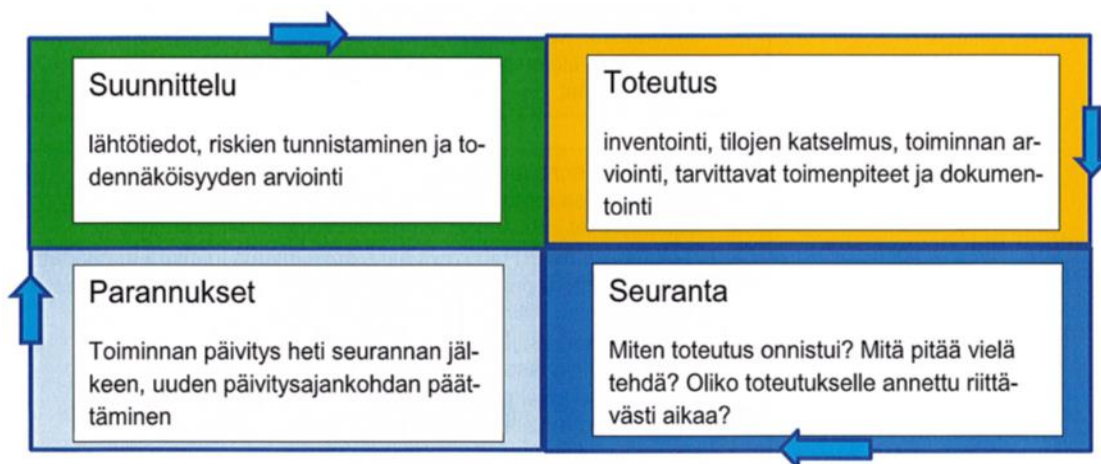 Suunnittelu
lähtötiedot, riskien tunnistaminen ja to-
dennäköisyyden arviointi
Toteutus
inventointi, tilojen katselmus, toiminnan ar-
viointi, tarvittavat toimenpiteet ja dokumen-
tointi
Parannukset
Toiminnan päivitys heti seurannan jäl-
keen, uuden päivitysajankohdan päät-
täminen
Seuranta
Miten toteutus onnistui? Mitä pitää vielä
tehdä? Oliko toteutukselle annettu riittä-
västi aikaa?